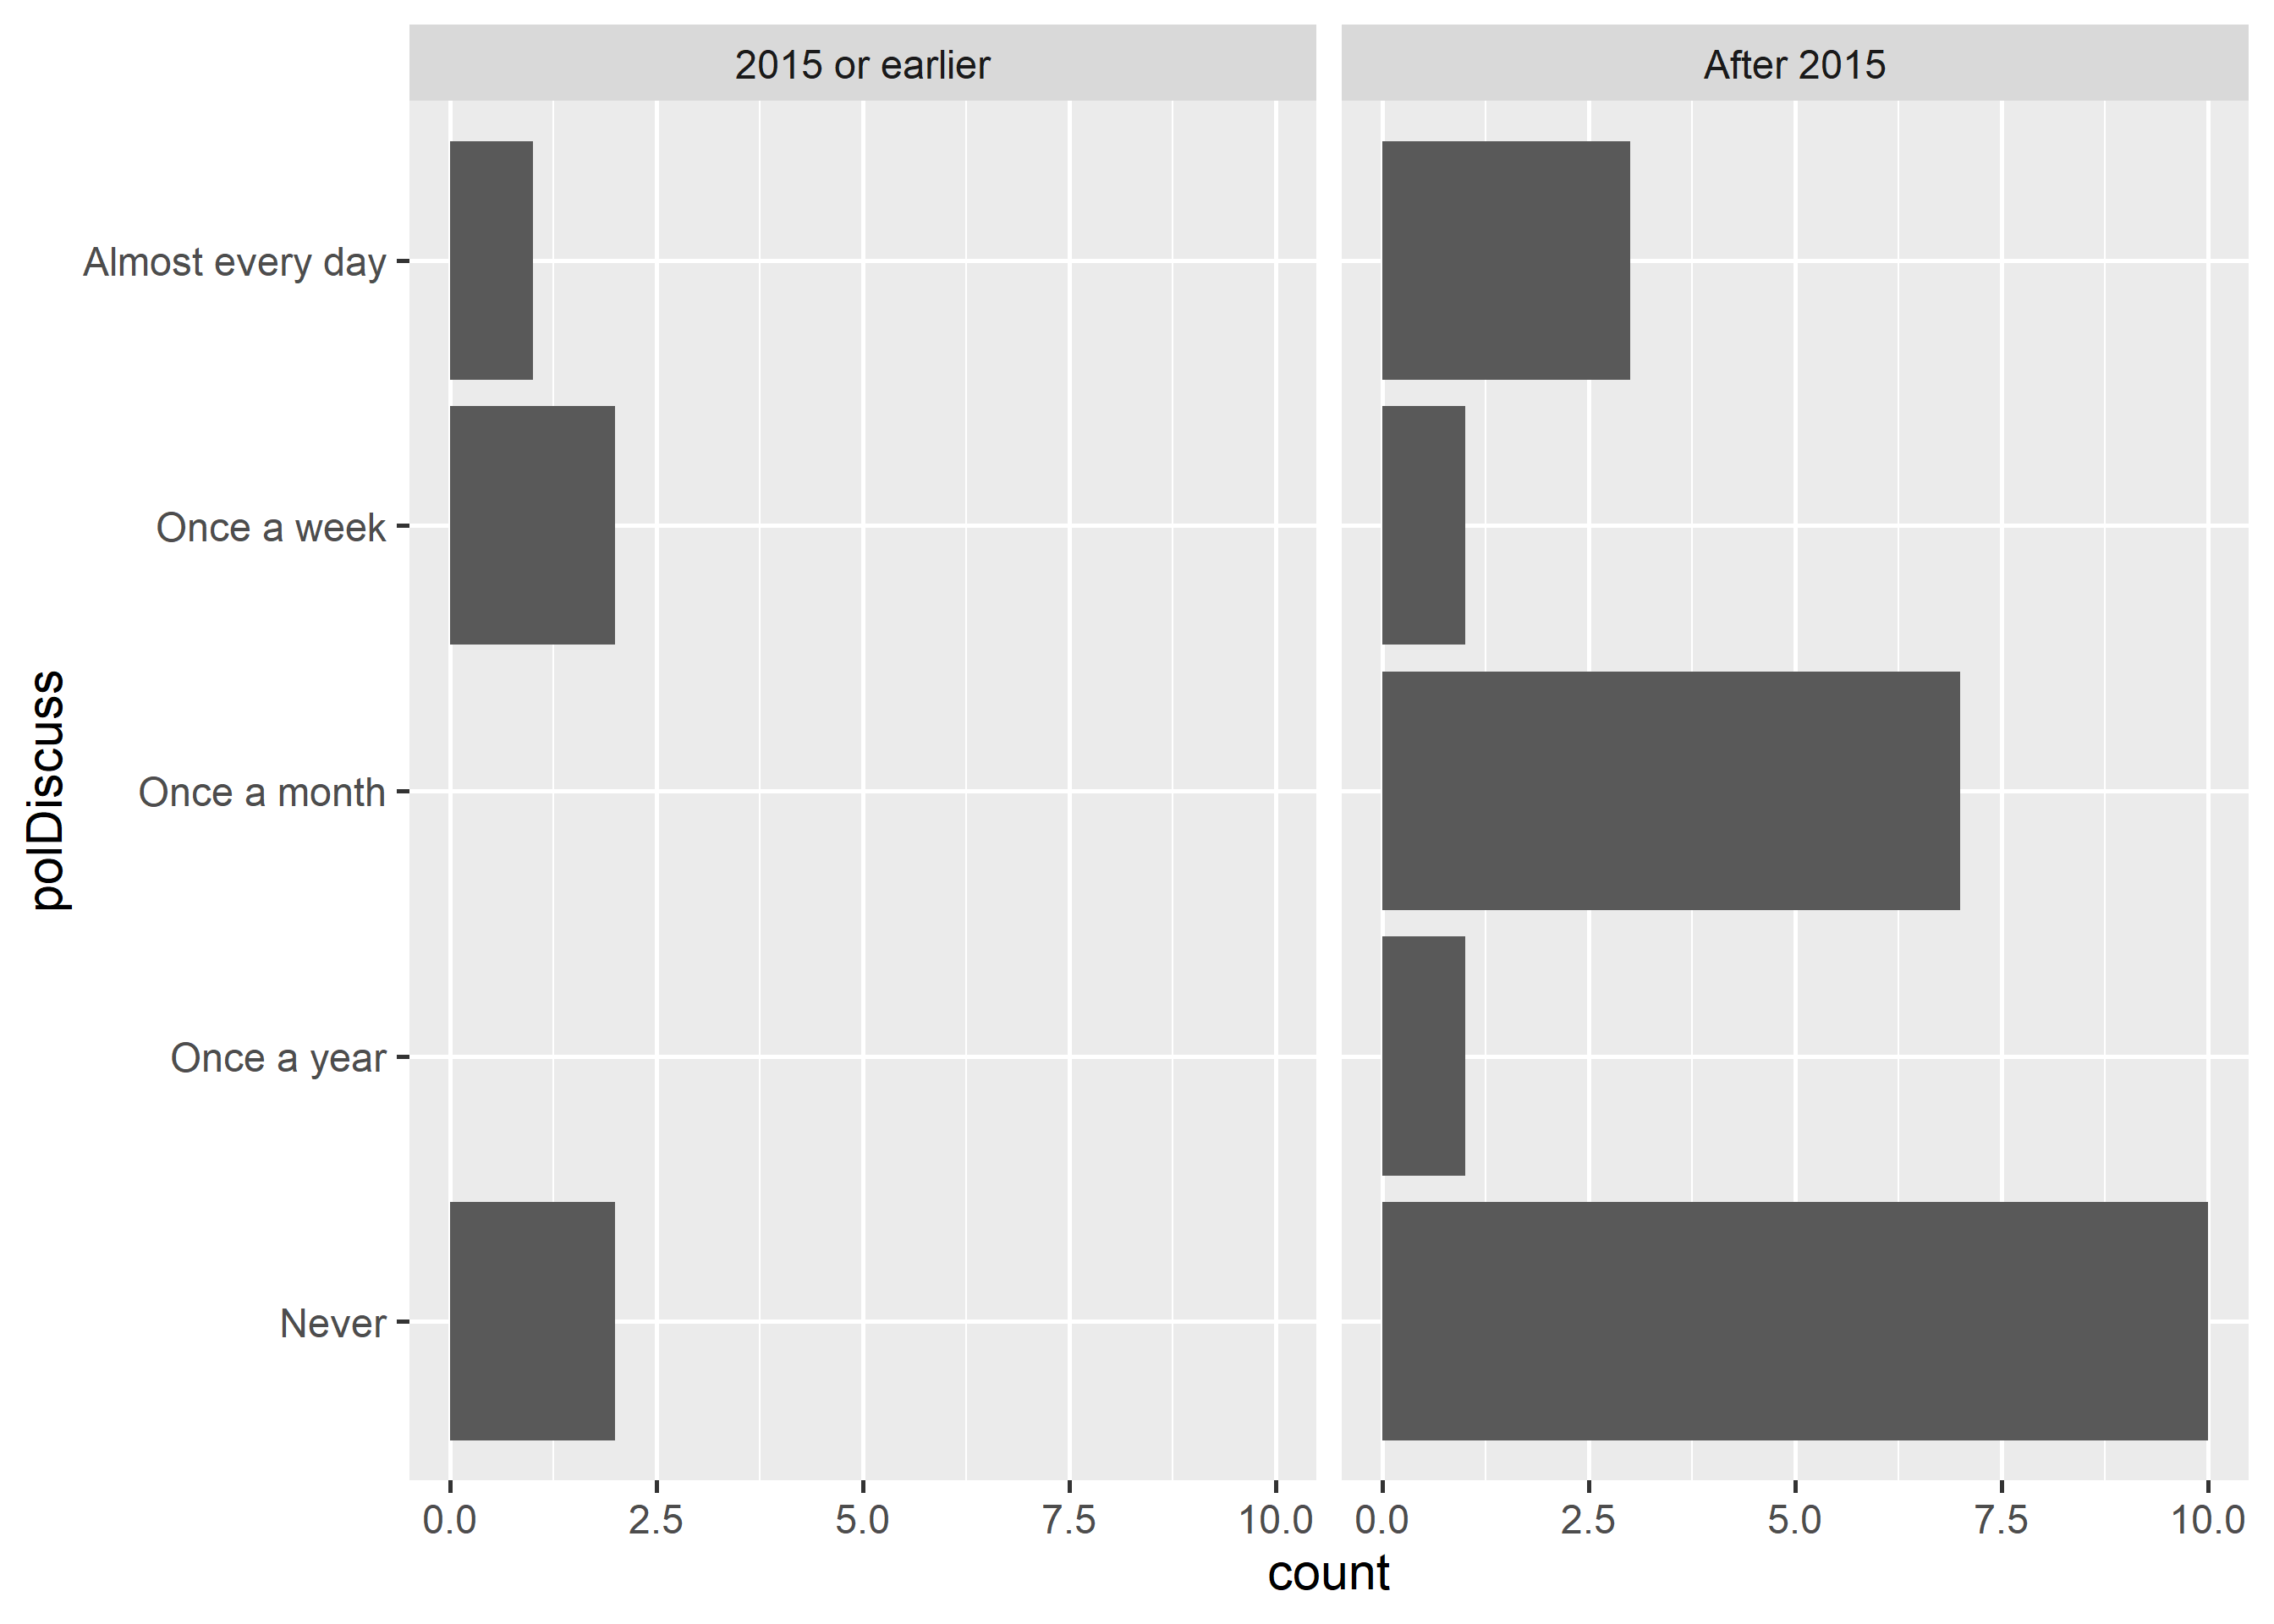 2015 or earlier
After 2015
Almost every day
Once a week
Once a month
Once a year
Never
polDiscuss
0.0 2.5 5.0 7.5 10.0 0.0 2.5 5.0 7.5 10.0
count